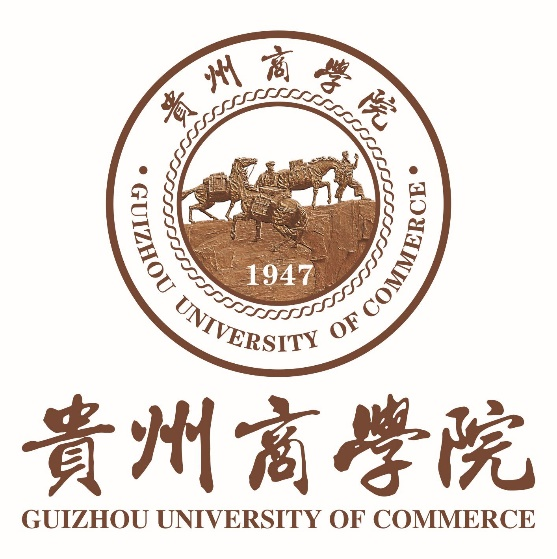 貴州商學院
• GUIZHOU UNIVERSITY OF COMMERCE •
1947
貴州商學院
GUIZHOU UNIVERSITY OF COMMERCE